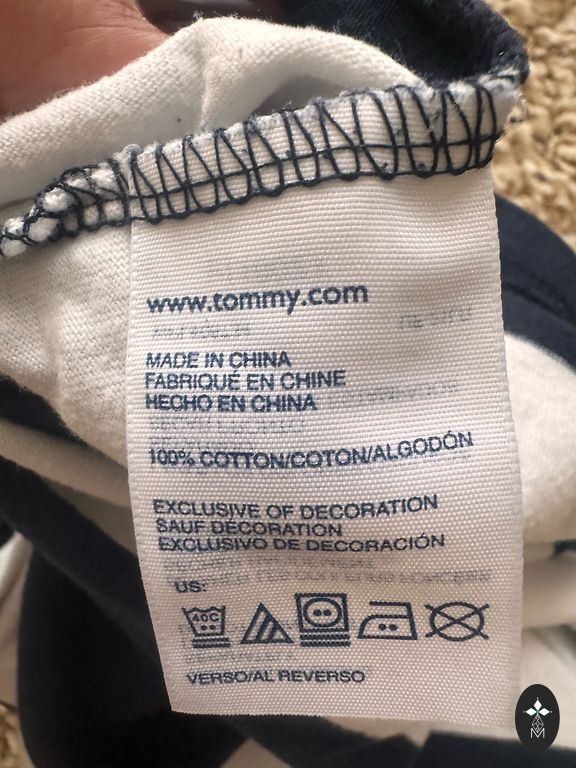 www.tommy.com
MADE IN CHINA
FABRIQUÉ EN CHINE
HECHO EN CHINA
100% COTTON/COTON/ALGODÓN
EXCLUSIVE OF DECORATION
SAUF DÉCORATION
EXCLUSIVO DE DECORACIÓN
US:
40C
VERSO/AL REVERSO
M